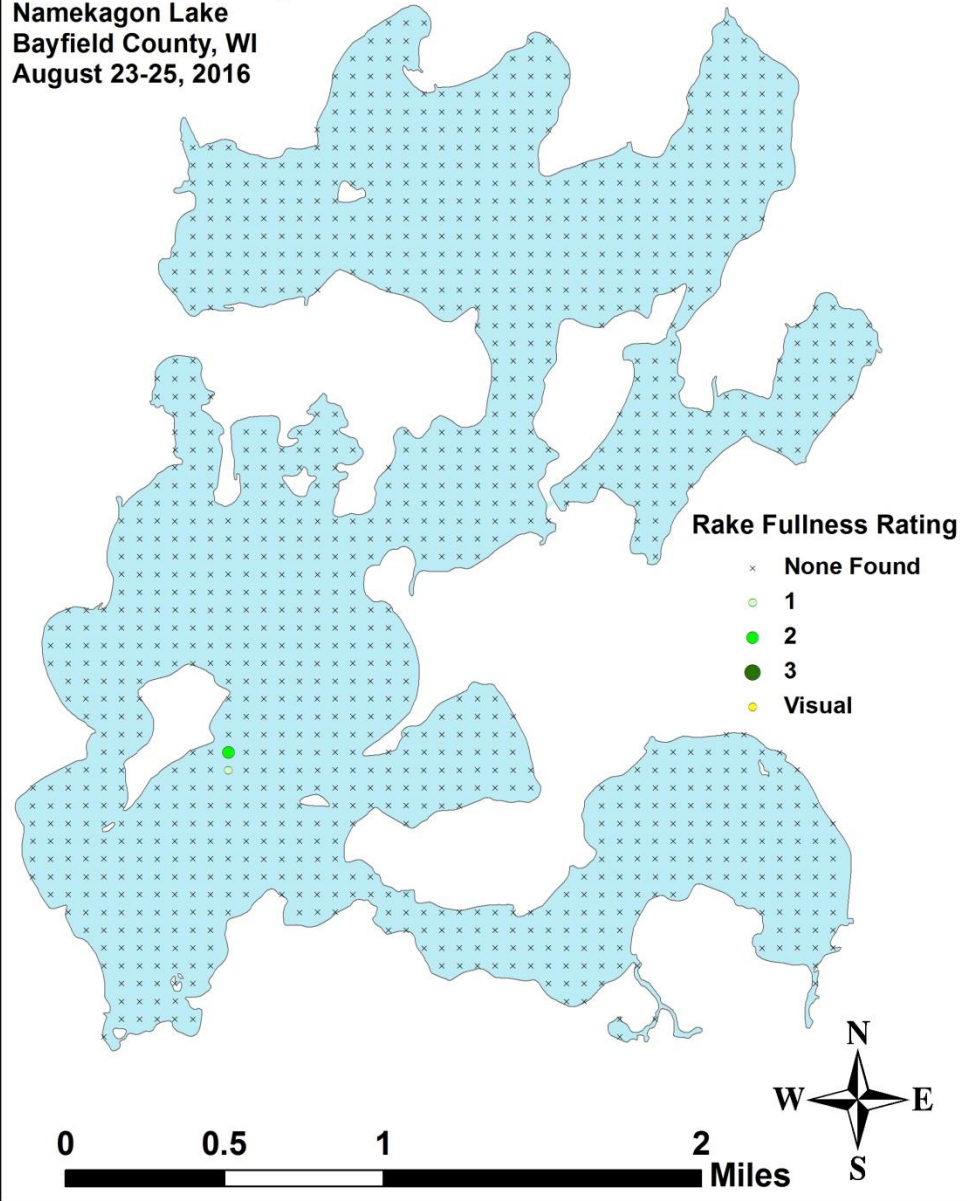 Namekagon Lake
Bayfield County, WI
August 23-25, 2016
Rake Fullness Rating
None Found
1
2
3
Visual
N
W E
S
0 0.5 1 2
Miles